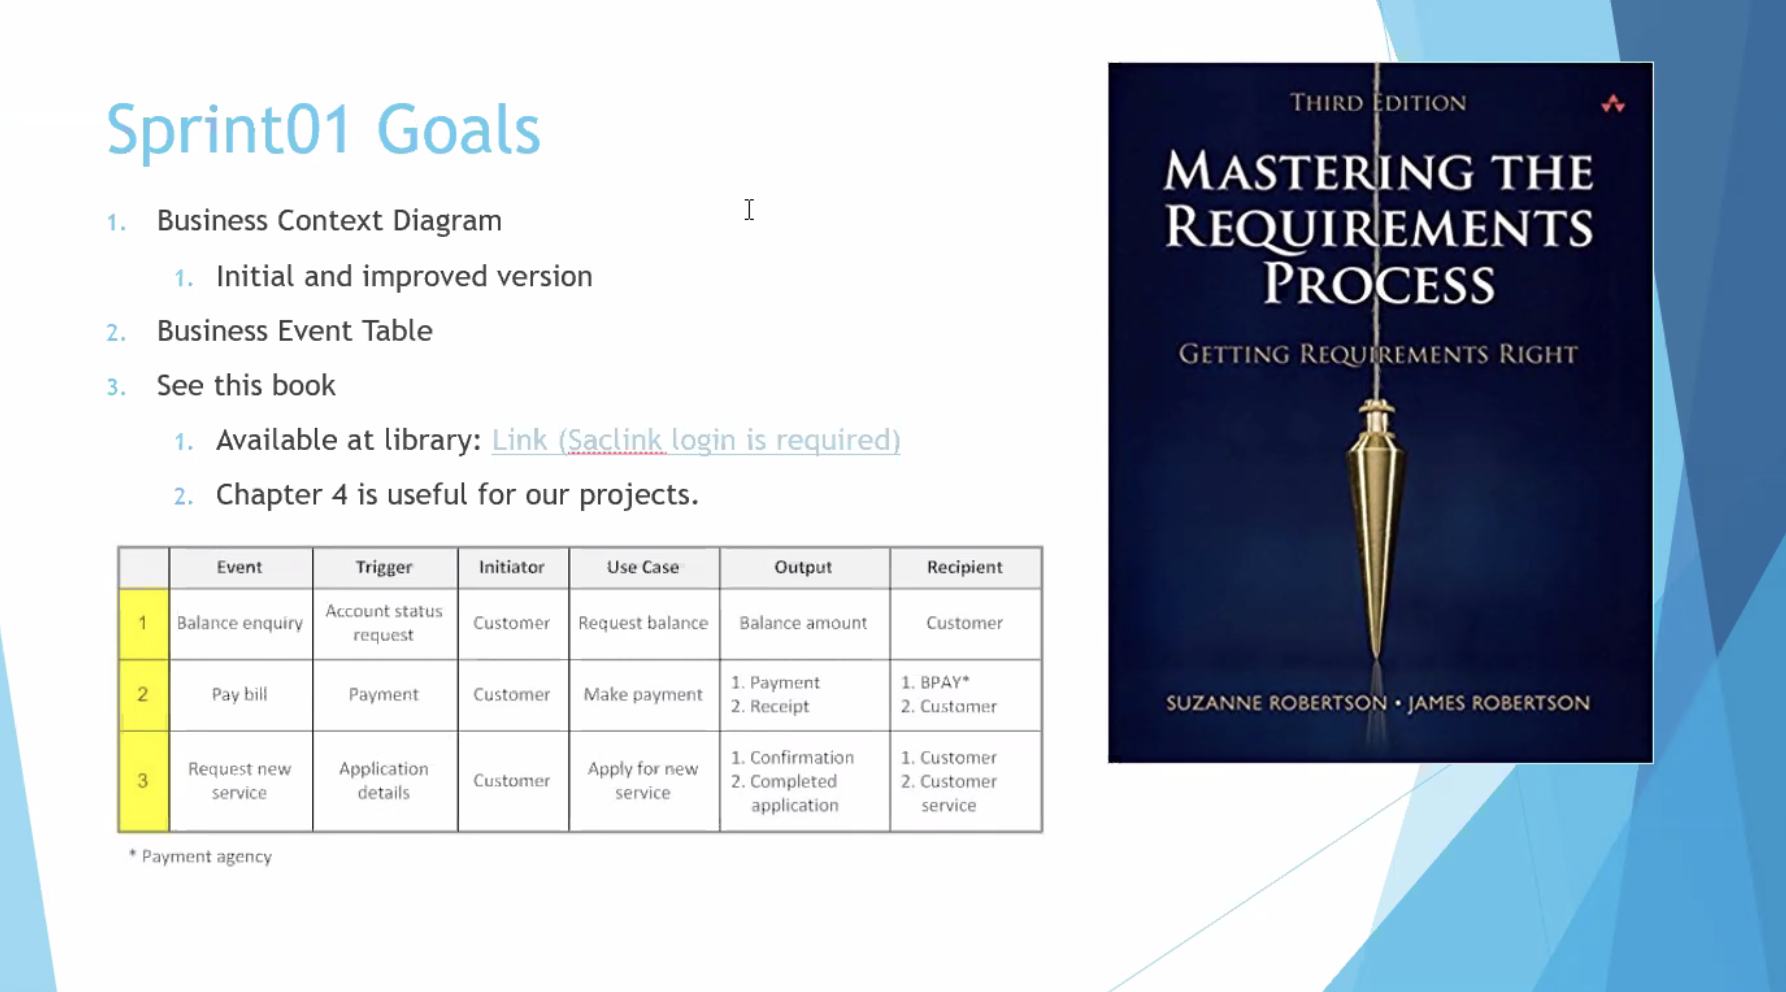 Sprint01 Goals
1. Business Context Diagram
1. Initial and improved version
2. Business Event Table
3. See this book
1. Available at library: Link (Saclink login is required)
2. Chapter 4 is useful for our projects.
Event Trigger Initiator Use Case Output Recipient
1 Balance enquiry Account status request Customer Request balance Balance amount Customer
2 Pay bill Payment Customer Make payment 1. Payment 2. Receipt 1. BPAY* 2. Customer
3 Request new service Application details Customer Apply for new service 1. Confirmation 2. Completed application 1. Customer 2. Customer service
* Payment agency
THIRD EDITION
MASTERING THE
REQUIREMENTS
PROCESS
GETTING REQUIREMENTS RIGHT
SUZANNE ROBERTSON • JAMES ROBERTSON